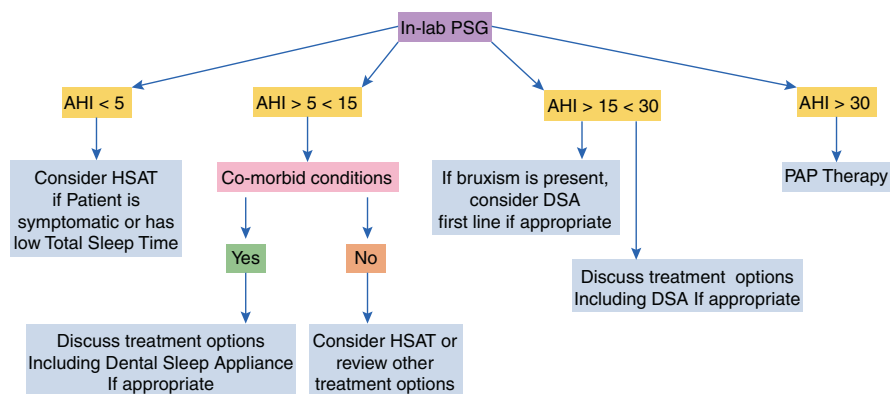 In-lab PSG
AHI < 5
AHI > 5 < 15
AHI > 15 < 30
AHI > 30
Consider HSAT
if Patient is
symptomatic or has
low Total Sleep Time
Co-morbid conditions
If bruxism is present,
consider DSA
first line if appropriate
PAP Therapy
Yes
No
Discuss treatment options
Including DSA If appropriate
Discuss treatment options
Including Dental Sleep Appliance
If appropriate
Consider HSAT or
review other
treatment options